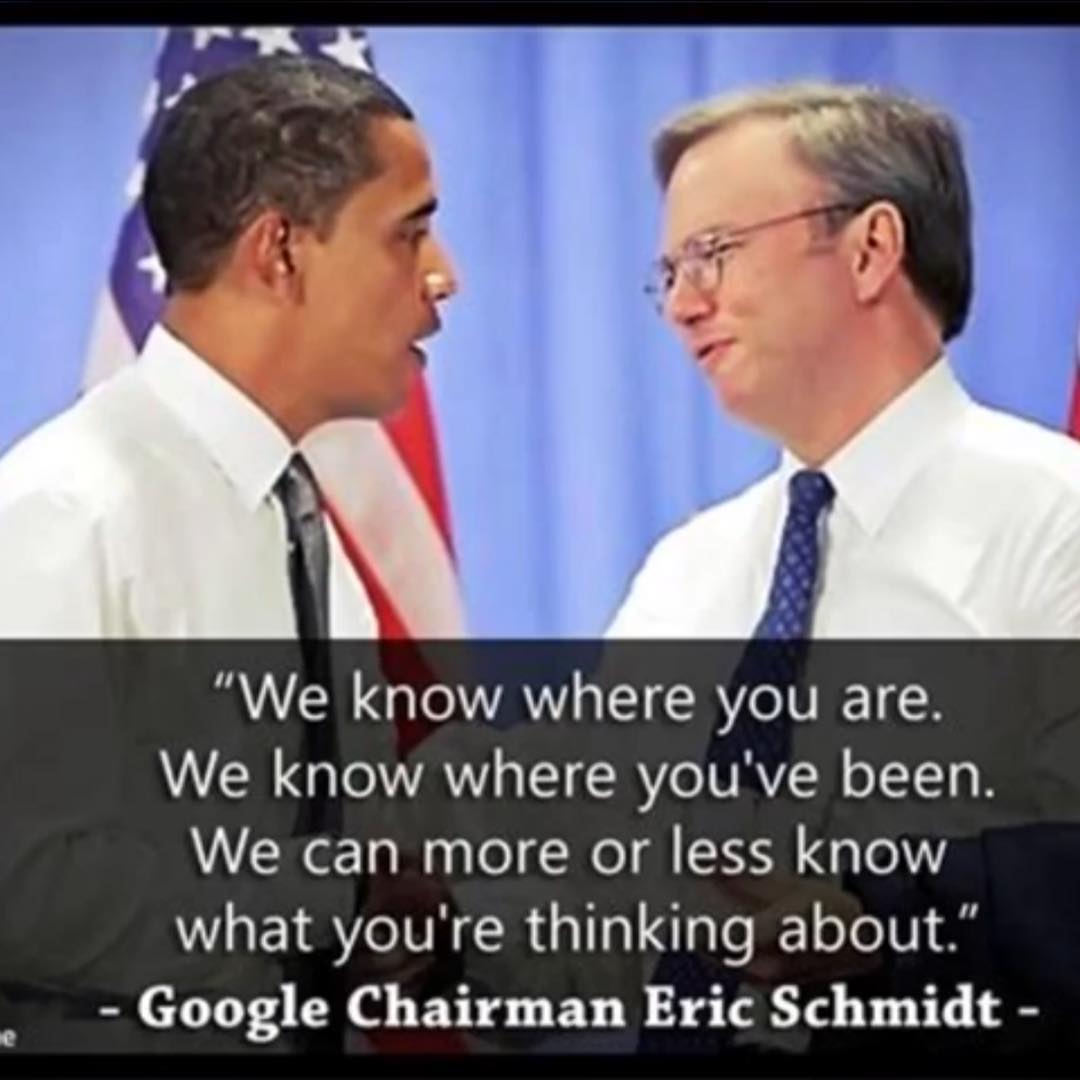 “We know where you are.
We know where you've been.
We can more or less know
what you're thinking about.”
- Google Chairman Eric Schmidt -